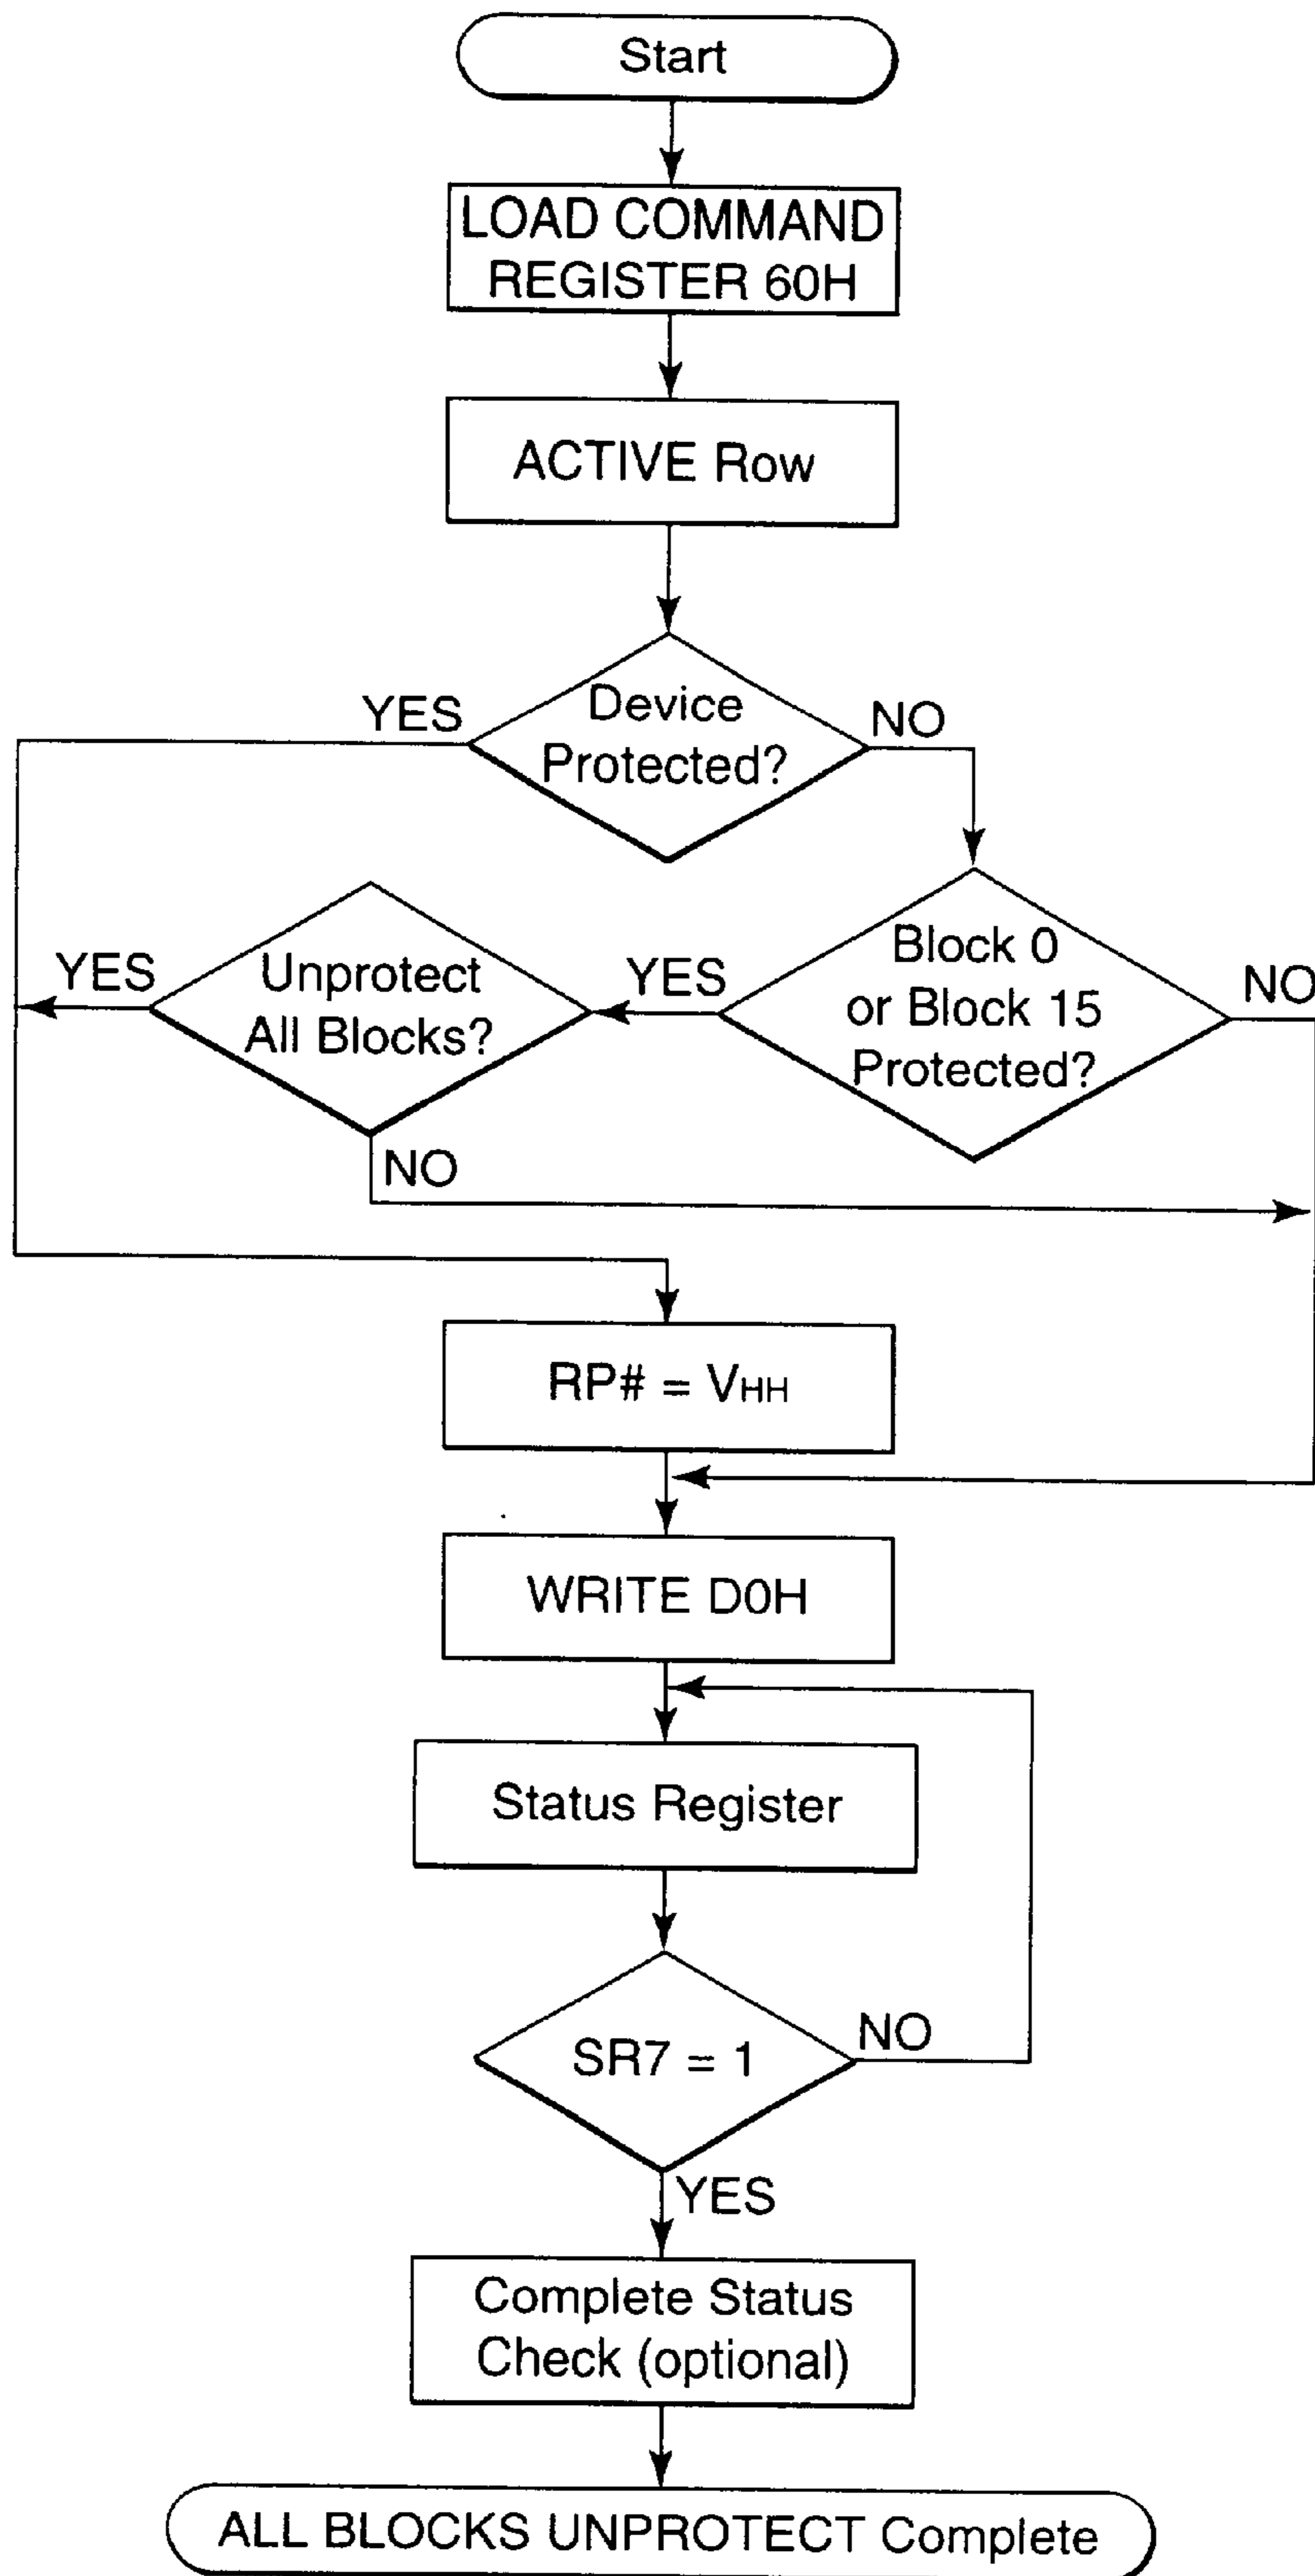 Start
LOAD COMMAND
REGISTER 60H
ACTIVE Row
Device
Protected?
YES
NO
Block 0
or Block 15
Protected?
YES
NO
Unprotect
All Blocks?
YES
NO
RP# = VHH
WRITE D0H
Status Register
SR7 = 1
NO
YES
Complete Status
Check (optional)
ALL BLOCKS UNPROTECT Complete